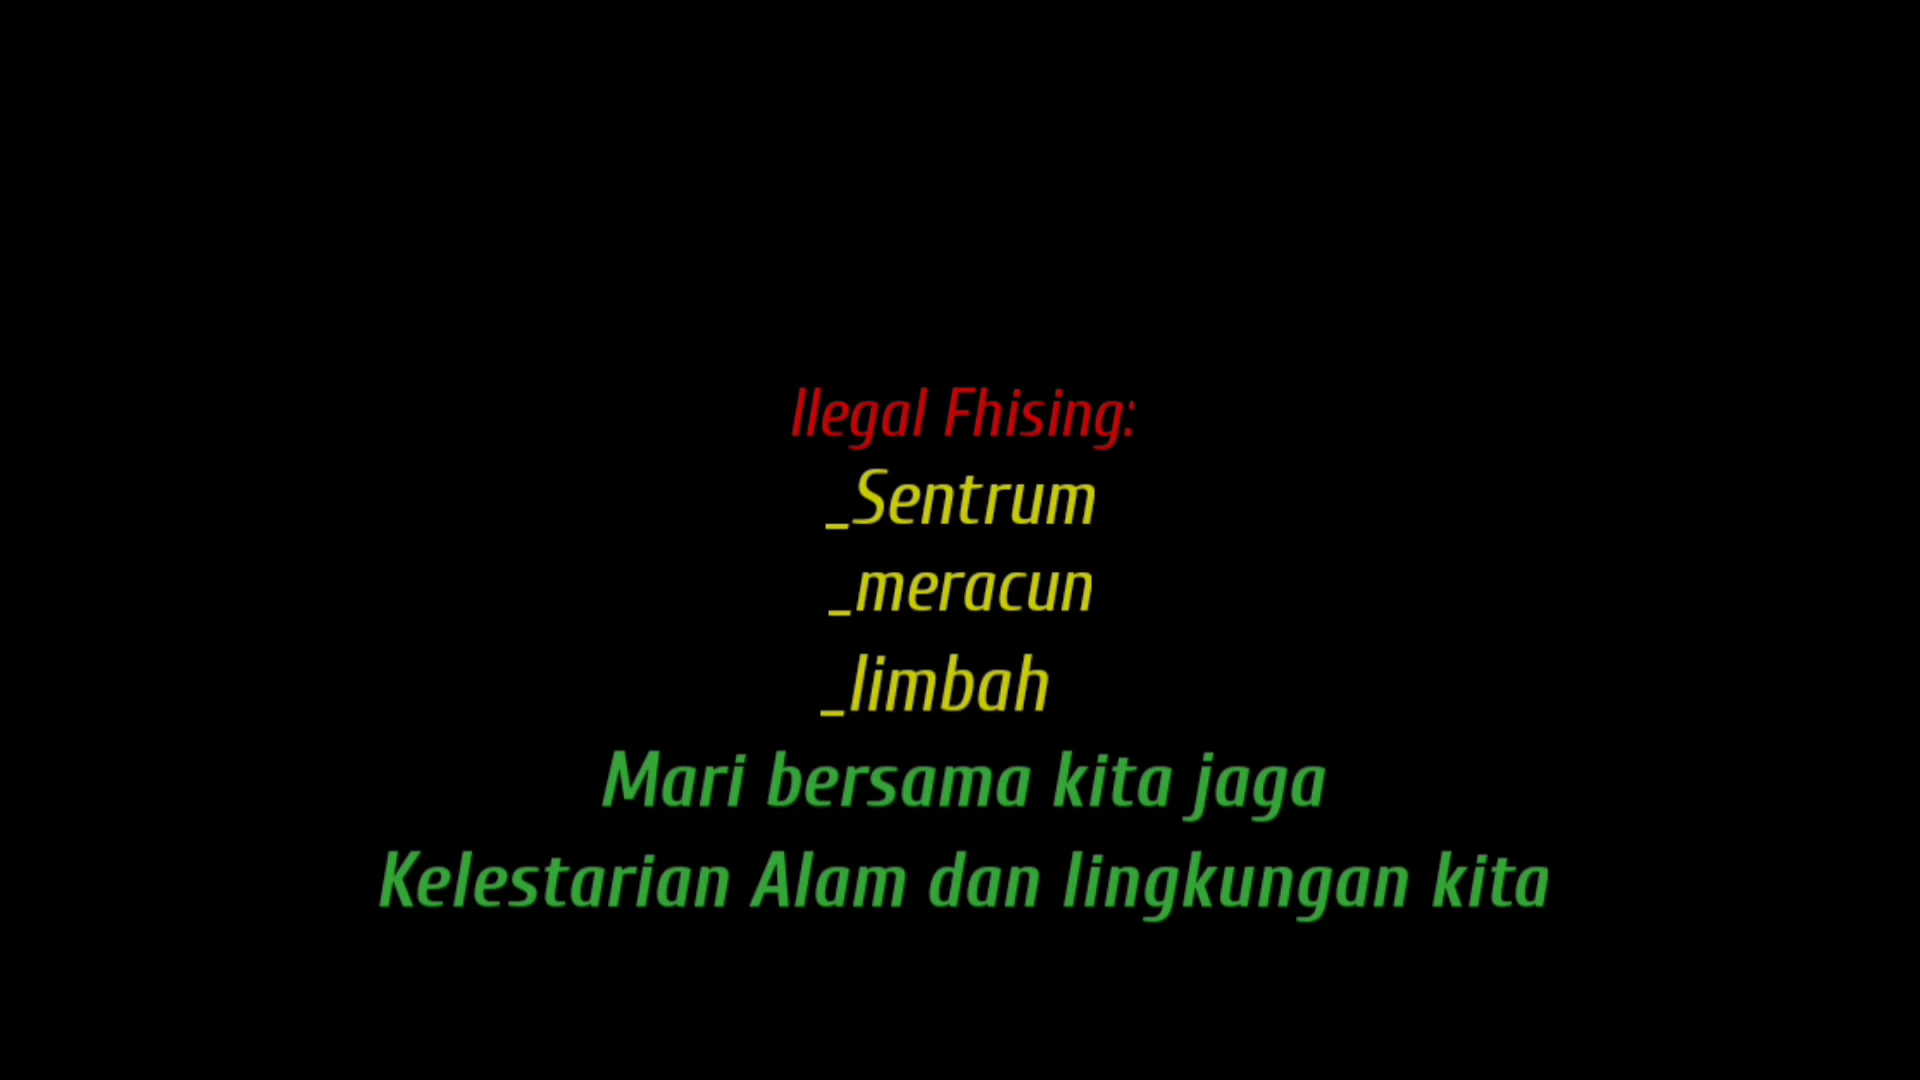 Ilegal Fhising:
_Sentrum
_meracun
_limbah
Mari bersama kita jaga
Kelestarian Alam dan lingkungan kita